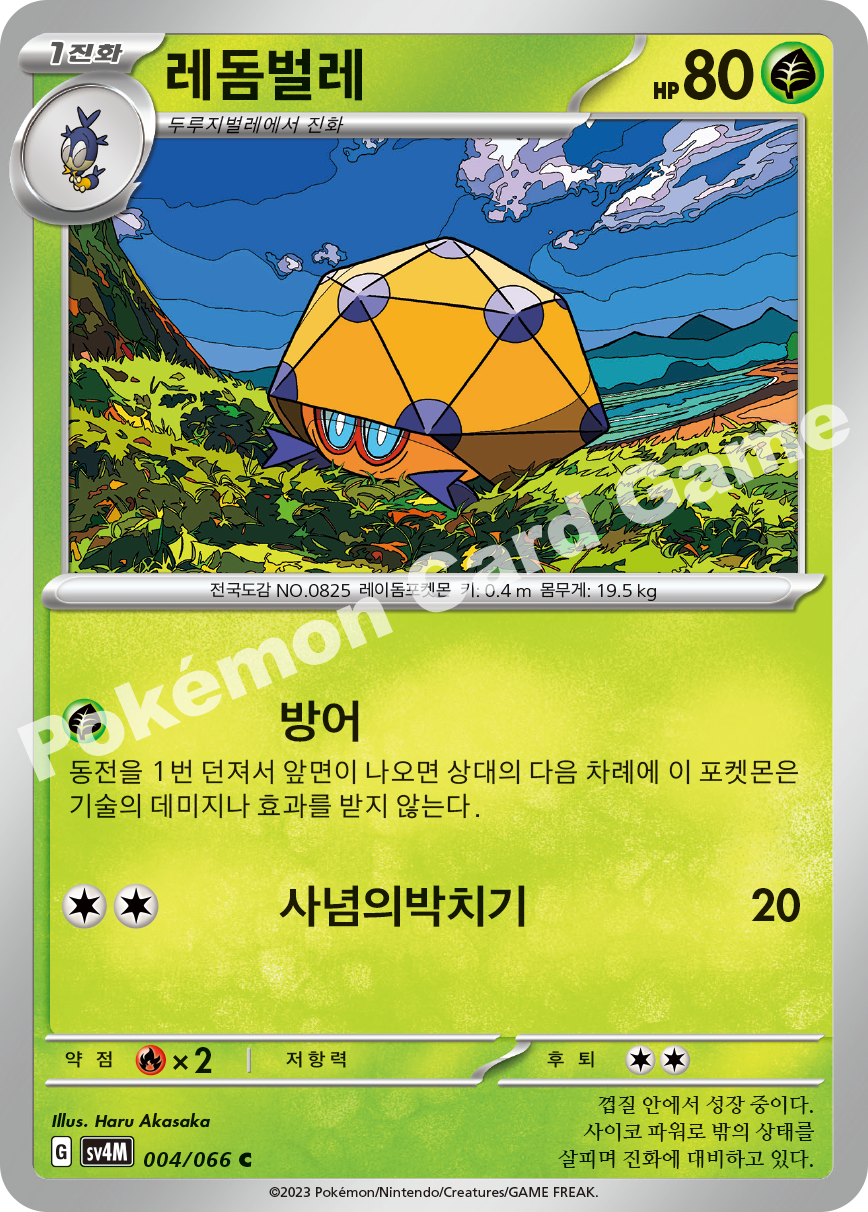 1진화
레돔벌레
HP 80
두루지벌레에서 진화
전국도감 NO.0825 레이돔포켓몬 키: 0.4 m 몸무게: 19.5 kg
방어
동전을 1번 던져서 앞면이 나오면 상대의 다음 차례에 이 포켓몬은
기술의 데미지나 효과를 받지 않는다.
사념의박치기 20
약점 ×2 저항력 후퇴
껍질 안에서 성장 중이다.
사이코 파워로 밖의 상태를
살피며 진화에 대비하고 있다.
Illus. Haru Akasaka
G sv4M 004/066 C
©2023 Pokémon/Nintendo/Creatures/GAME FREAK.
Pokémon Card Game